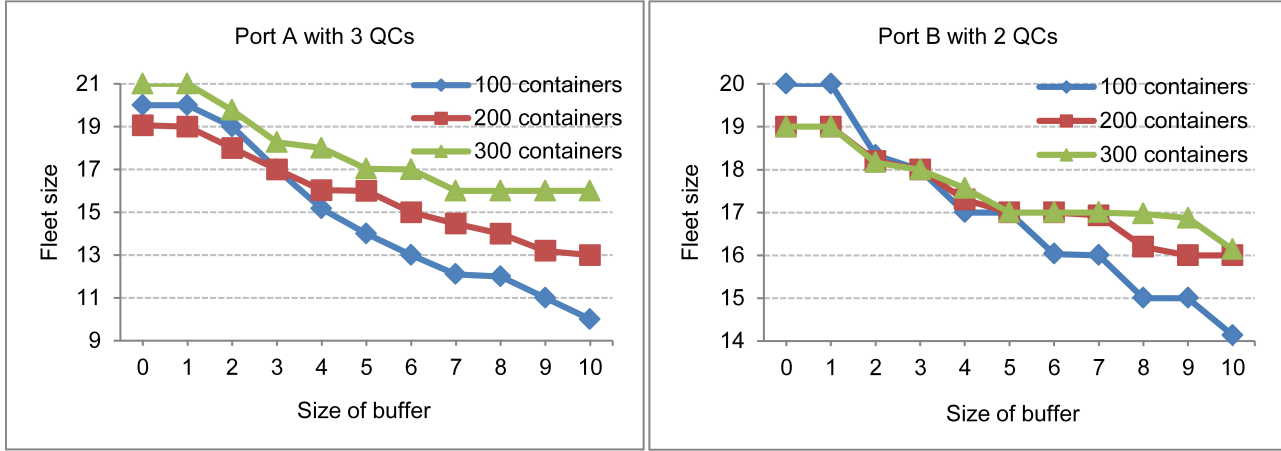 Port A with 3 QCs
100 containers
200 containers
300 containers
Fleet size
21
19
17
15
13
11
9
0 1 2 3 4 5 6 7 8 9 10
Size of buffer
Port B with 2 QCs
100 containers
200 containers
300 containers
Fleet size
20
19
18
17
16
15
14
0 1 2 3 4 5 6 7 8 9 10
Size of buffer